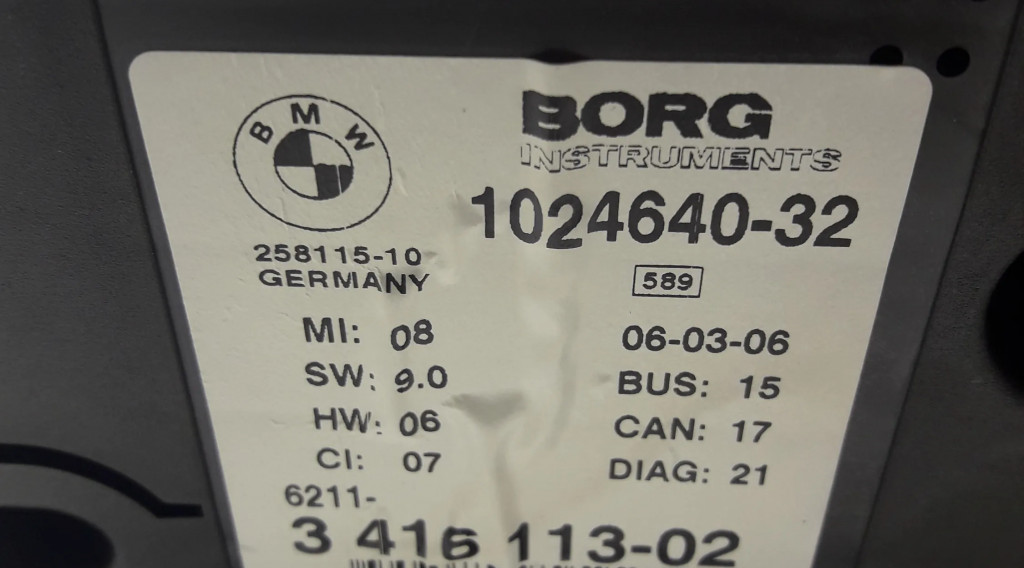 BMW
BORG
INSTRUMENTS
1024640-32
258115-10
GERMANY
589
MI: 08
06-03-06
SW: 9.0
BUS: 15
HW: 06
CAN: 17
CI: 07
DIAG: 21
6211-
3 416 113-02